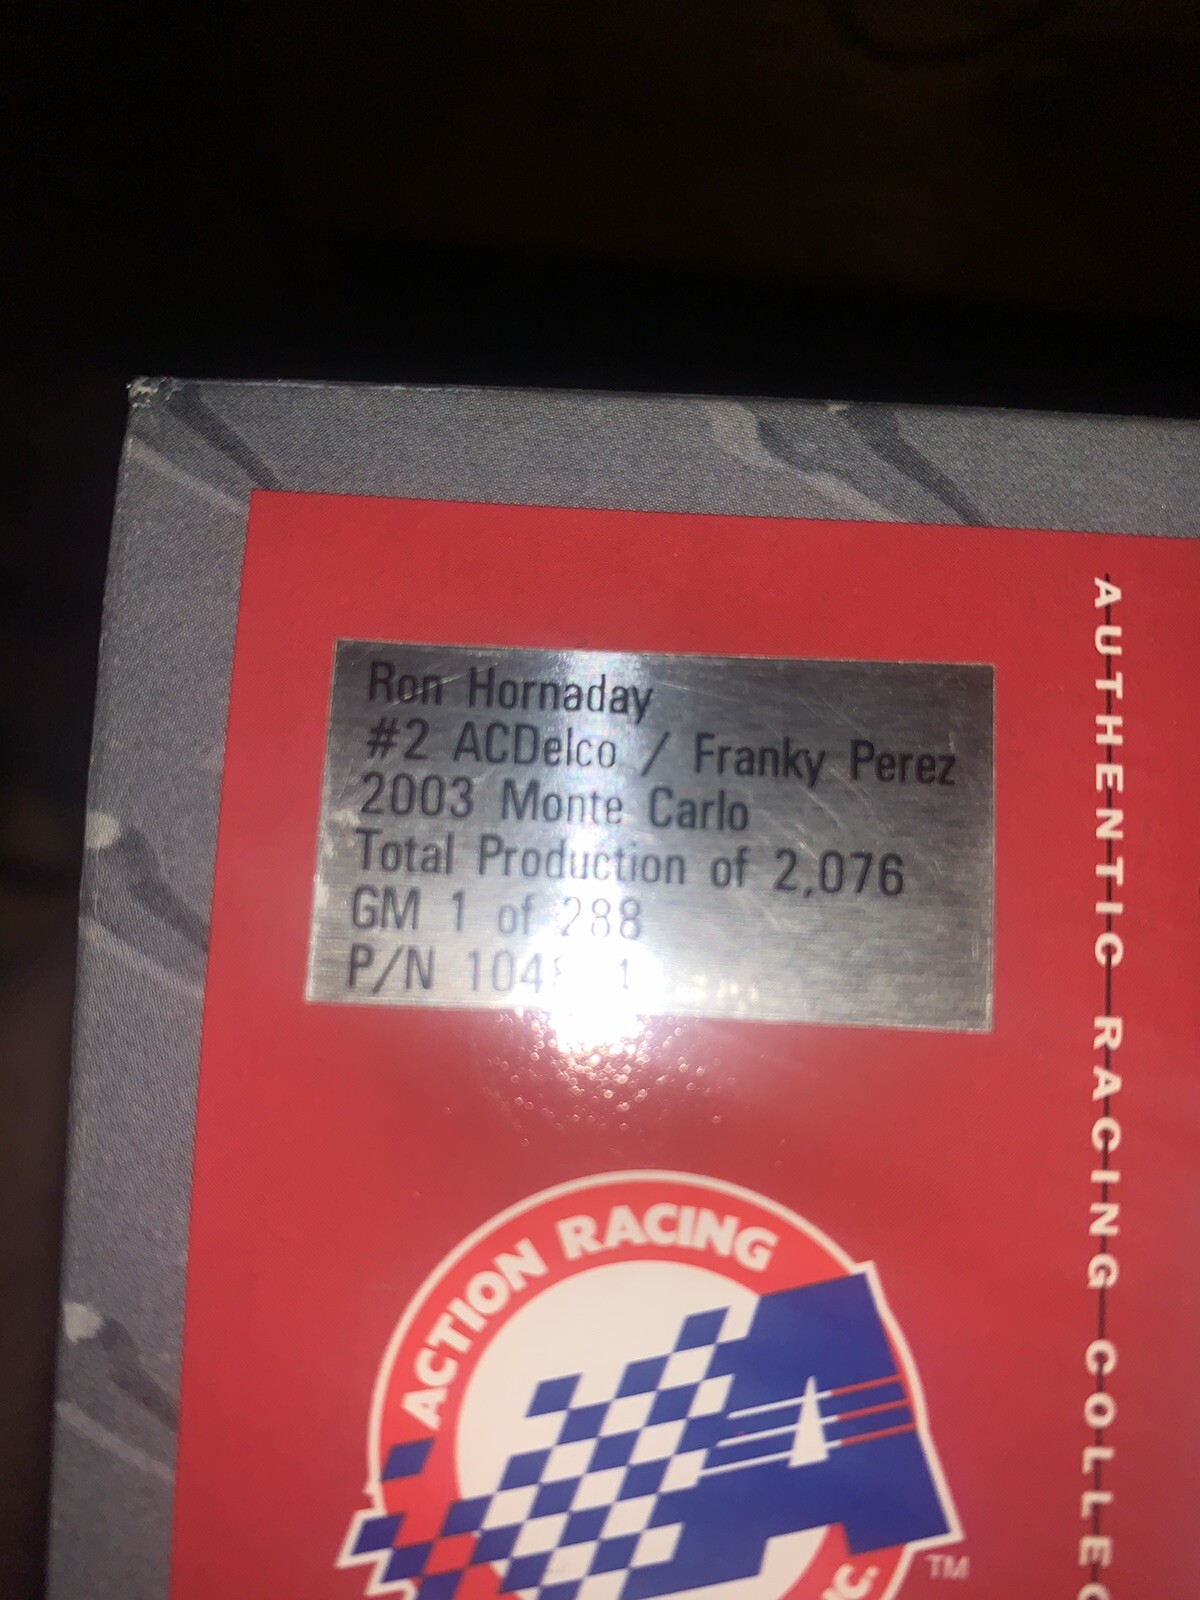 Ron Hornaday
#2 ACDelco / Franky Perez
2003 Monte Carlo
Total Production of 2,076
GM 1 of 288
P/N
AUTHENTIC RACING
ACTION RACING
TM